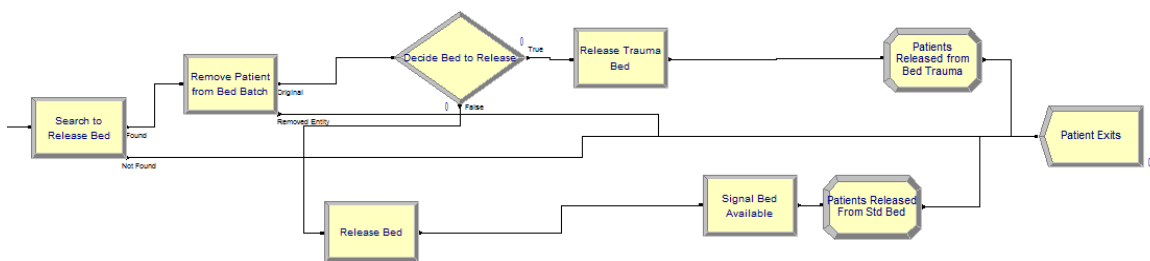 Search to
Release Bed
Found
Not Found
Remove Patient
from Bed Batch
Original
Removed Entity
Decide Bed to Release
0
True
0
False
Release Trauma
Bed
Patients
Released from
Bed Trauma
Release Bed
Signal Bed
Available
Patients Released
From Std Bed
Patient Exits
0